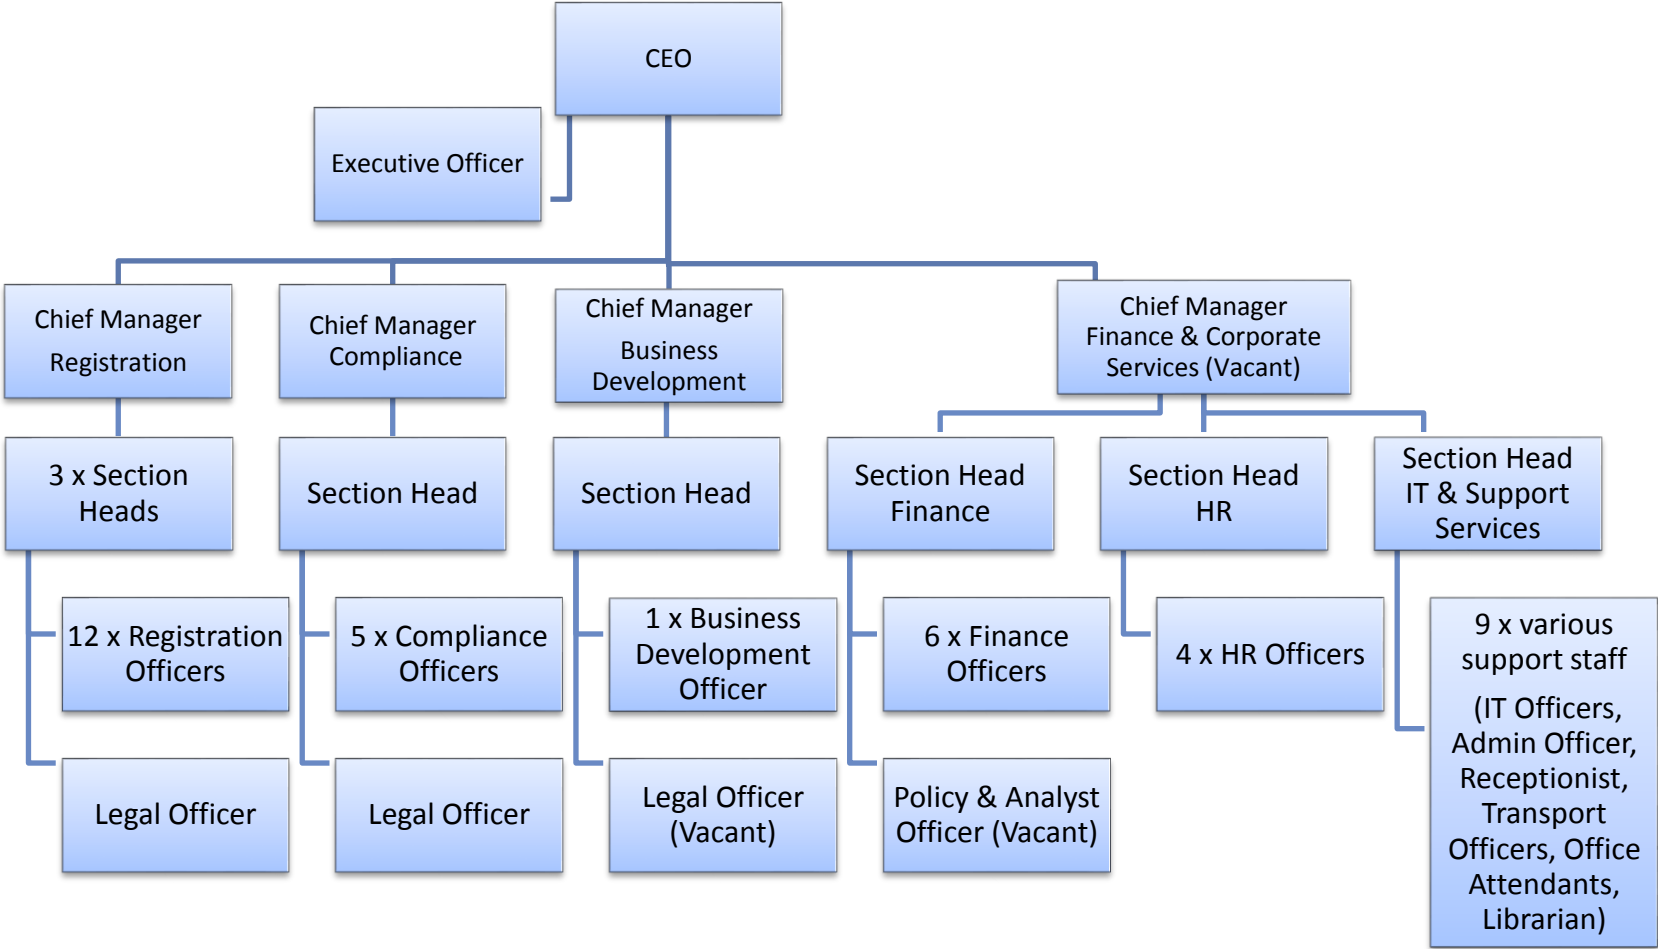 CEO
Executive Officer
Chief Manager
Registration
Chief Manager
Compliance
Chief Manager
Business
Development
Chief Manager
Finance & Corporate
Services (Vacant)
3 x Section
Heads
Section Head
Section Head
Section Head
Finance
Section Head
HR
Section Head
IT & Support
Services
12 x Registration
Officers
5 x Compliance
Officers
1 x Business
Development
Officer
6 x Finance
Officers
4 x HR Officers
9 x various
support staff
(IT Officers,
Admin Officer,
Receptionist,
Transport
Officers, Office
Attendants,
Librarian)
Legal Officer
Legal Officer
Legal Officer
(Vacant)
Policy & Analyst
Officer (Vacant)